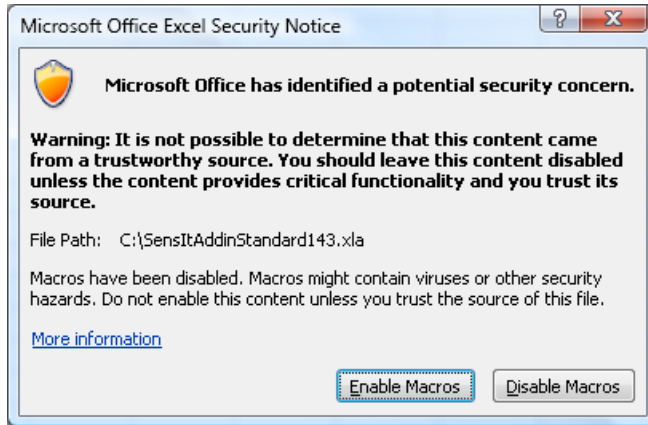 Microsoft Office Excel Security Notice
Microsoft Office has identified a potential security concern.
Warning: It is not possible to determine that this content came
from a trustworthy source. You should leave this content disabled
unless the content provides critical functionality and you trust its
source.
File Path: C:\SensItAddinStandard143.xla
Macros have been disabled. Macros might contain viruses or other security
hazards. Do not enable this content unless you trust the source of this file.
More information
Enable Macros Disable Macros